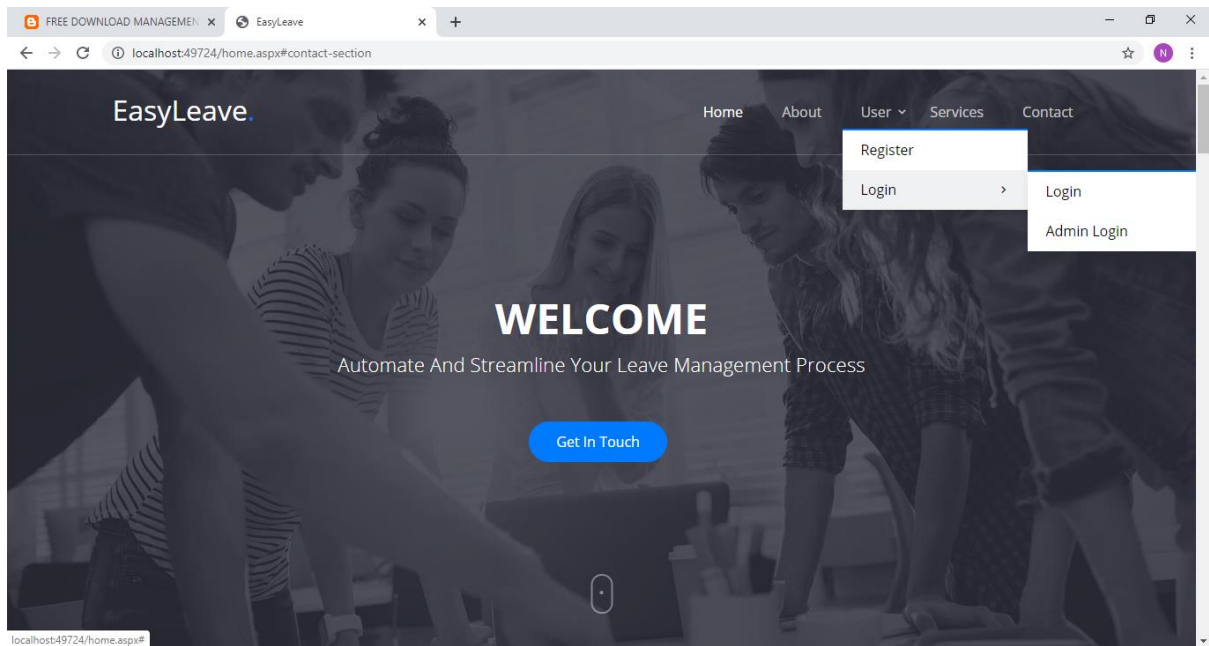 FREE DOWNLOAD MANAGEMEN
EasyLeave
localhost:49724/home.aspx#contact-section
N
EasyLeave.
Home About User Services Contact
Register
Login
Login
Admin Login
WELCOME
Automate And Streamline Your Leave Management Process
Get In Touch
localhost:49724/home.aspx#